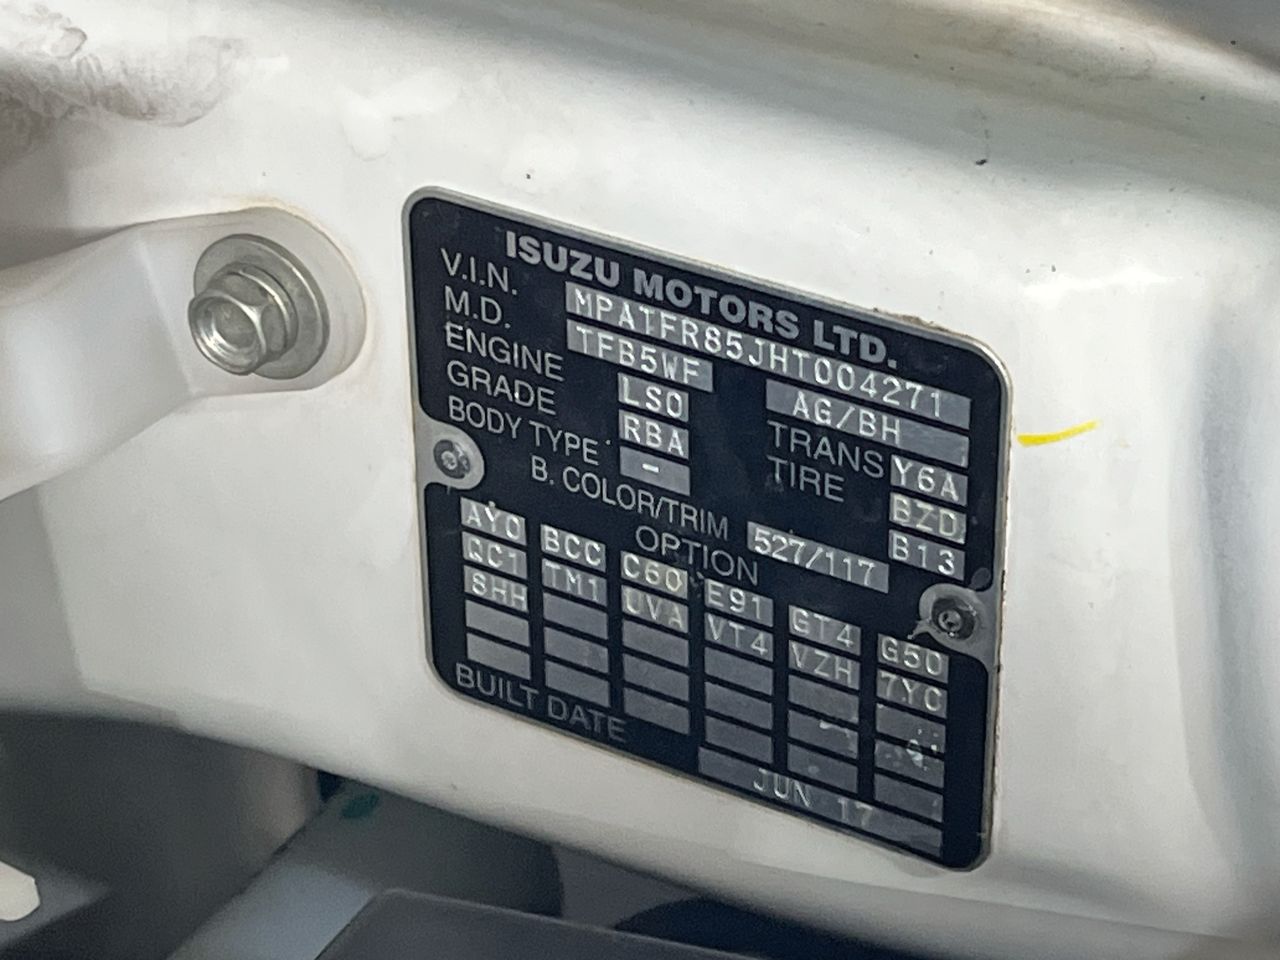 ISUZU MOTORS LTD.
V.I.N. MPATFR85JHT004271
M.D. TFB5WF AG/BH
ENGINE LS0 TRANS Y6A
GRADE RBA TIRE BZD
BODY TYPE - B13
B. COLOR/TRIM 527/117
OPTION
AY0 BCC C60 E91 GT4 G50
QC1 TM1 UVA VT4 VZH 7YC
SHH
BUILT DATE JUN 17